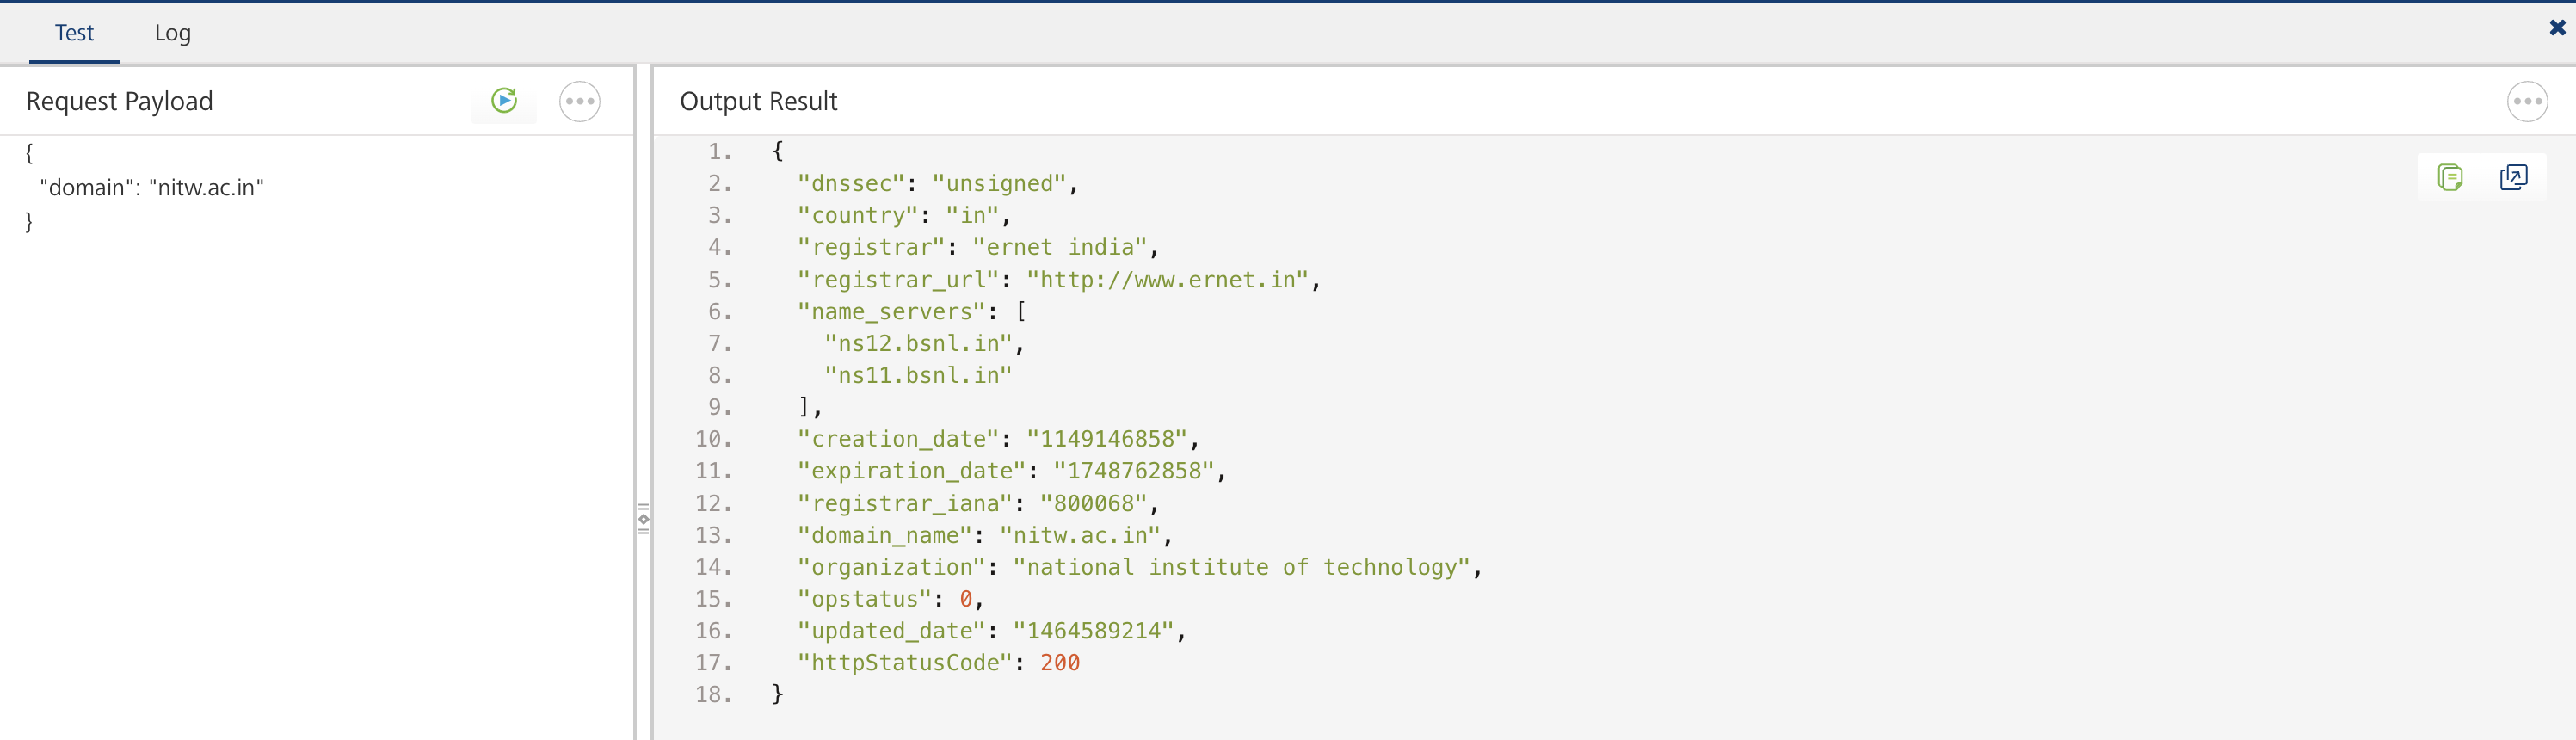 Test Log
Request Payload
{
"domain": "nitw.ac.in"
}
Output Result
1. {
2. "dnssec": "unsigned",
3. "country": "in",
4. "registrar": "ernet india",
5. "registrar_url": "http://www.ernet.in",
6. "name_servers": [
7. "ns12.bsnl.in",
8. "ns11.bsnl.in"
9. ],
10. "creation_date": "1149146858",
11. "expiration_date": "1748762858",
12. "registrar_iana": "800068",
13. "domain_name": "nitw.ac.in",
14. "organization": "national institute of technology",
15. "opstatus": 0,
16. "updated_date": "1464589214",
17. "httpStatusCode": 200
18. }